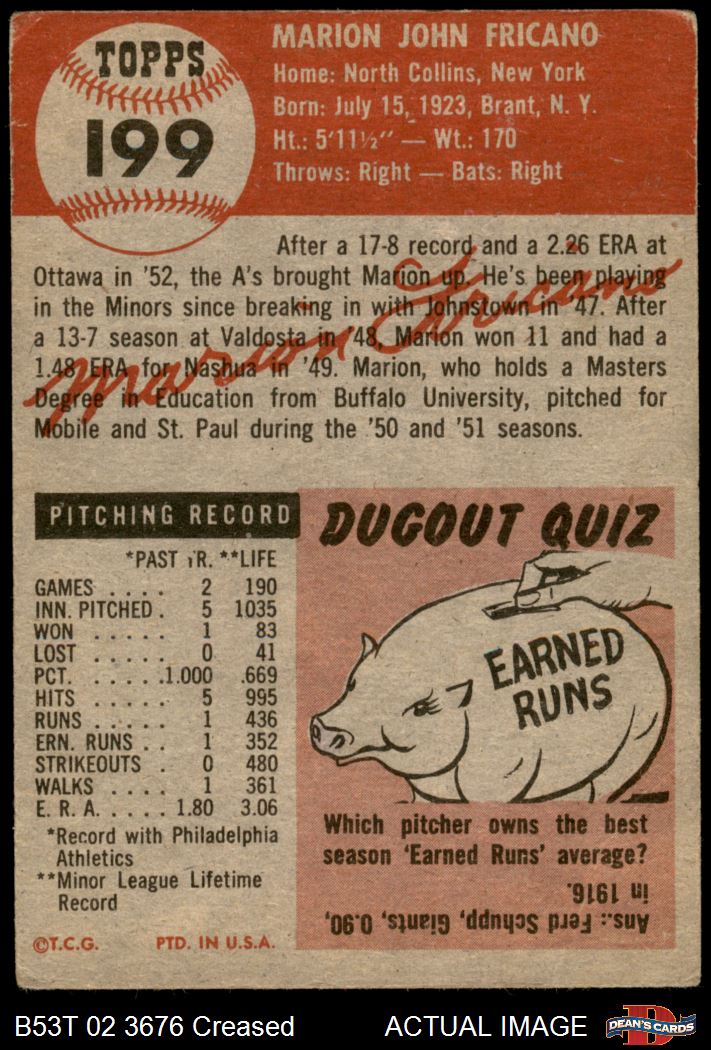 TOPPS
199
MARION JOHN FRICANO
Home: North Collins, New York
Born: July 15, 1923, Brant, N. Y.
Ht.: 5'11½" — Wt.: 170
Throws: Right — Bats: Right
After a 17-8 record and a 2.26 ERA at
Ottawa in '52, the A's brought Marion up. He's been playing
in the Minors since breaking in with Johnstown in '47. After
a 13-7 season at Valdosta in '48, Marion won 11 and had a
1.48 ERA for Nashua in '49. Marion, who holds a Masters
Degree in Education from Buffalo University, pitched for
Mobile and St. Paul during the '50 and '51 seasons.
Marion Fricano
PITCHING RECORD
*PAST YR. **LIFE
GAMES . . . . 2 190
INN. PITCHED . 5 1035
WON . . . . . 1 83
LOST . . . . . 0 41
PCT. . . . . .1.000 .669
HITS . . . . . 5 995
RUNS . . . . . 1 436
ERN. RUNS . . 1 352
STRIKEOUTS . 0 480
WALKS . . . . 1 361
E. R. A. . . . . 1.80 3.06
*Record with Philadelphia
Athletics
**Minor League Lifetime
Record
©T.C.G. PTD. IN U.S.A.
DUGOUT QUIZ
EARNED
RUNS
Which pitcher owns the best
season 'Earned Runs' average?
Ans.: Ferd Schupp, Giants, 0.90,
in 1916.
B53T 02 3676 Creased ACTUAL IMAGE
D
DEAN'S CARDS